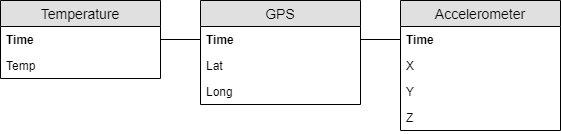 Temperature
Time
Temp
GPS
Time
Lat
Long
Accelerometer
Time
X
Y
Z